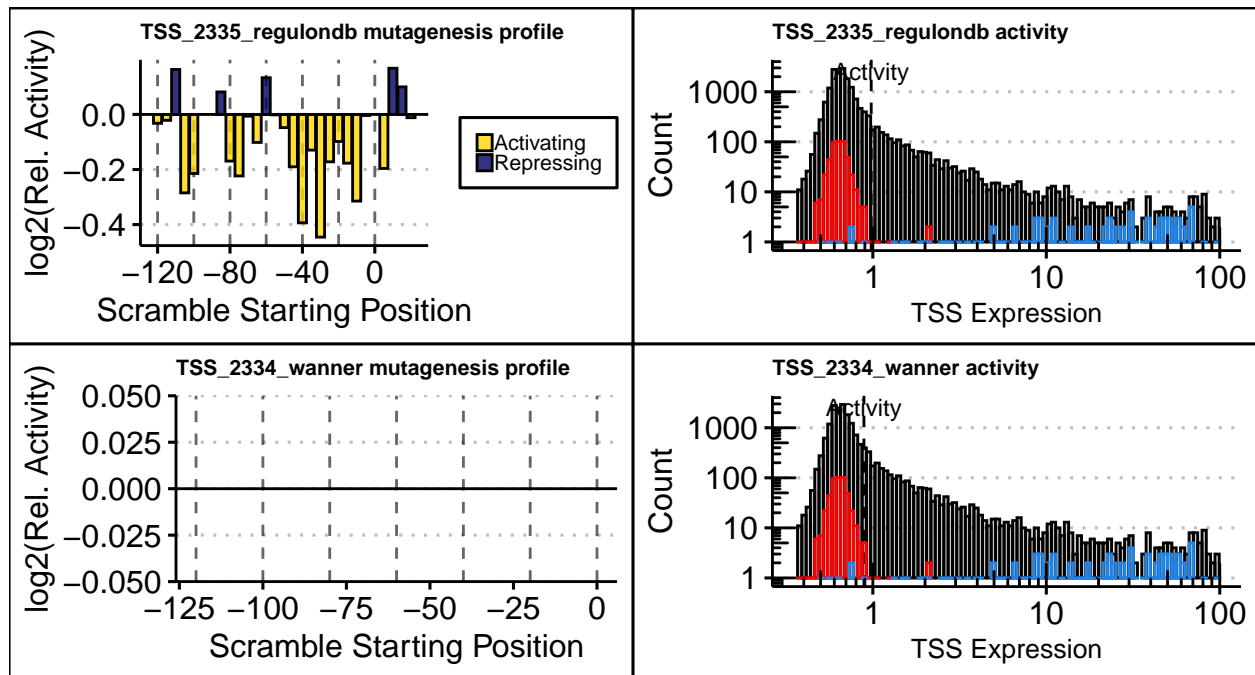 TSS_2335_regulondb mutagenesis profile
log2(Rel. Activity)
0.0
−0.2
−0.4
−120 −80 −40 0
Scramble Starting Position
Activating
Repressing
TSS_2335_regulondb activity
Activity
Count
1000
100
10
1
1 10 100
TSS Expression
TSS_2334_wanner mutagenesis profile
log2(Rel. Activity)
0.050
0.025
0.000
−0.025
−0.050
−125 −100 −75 −50 −25 0
Scramble Starting Position
TSS_2334_wanner activity
Activity
Count
1000
100
10
1
1 10 100
TSS Expression